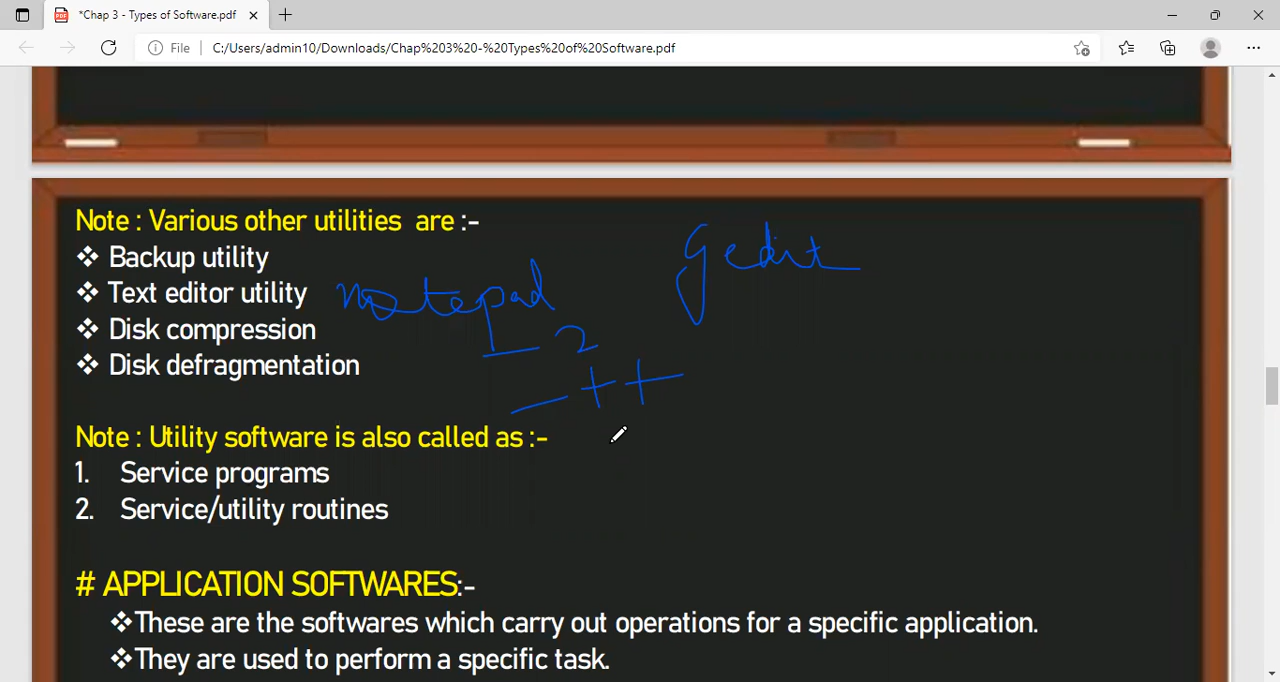 *Chap 3 - Types of Software.pdf
File C:/Users/admin10/Downloads/Chap%203%20-%20Types%20of%20Software.pdf
Note : Various other utilities are :-
❖ Backup utility
❖ Text editor utility
❖ Disk compression
❖ Disk defragmentation
notepad
gedit
— 2
— ++
Note : Utility software is also called as :-
1. Service programs
2. Service/utility routines
# APPLICATION SOFTWARES:-
❖These are the softwares which carry out operations for a specific application.
❖They are used to perform a specific task.